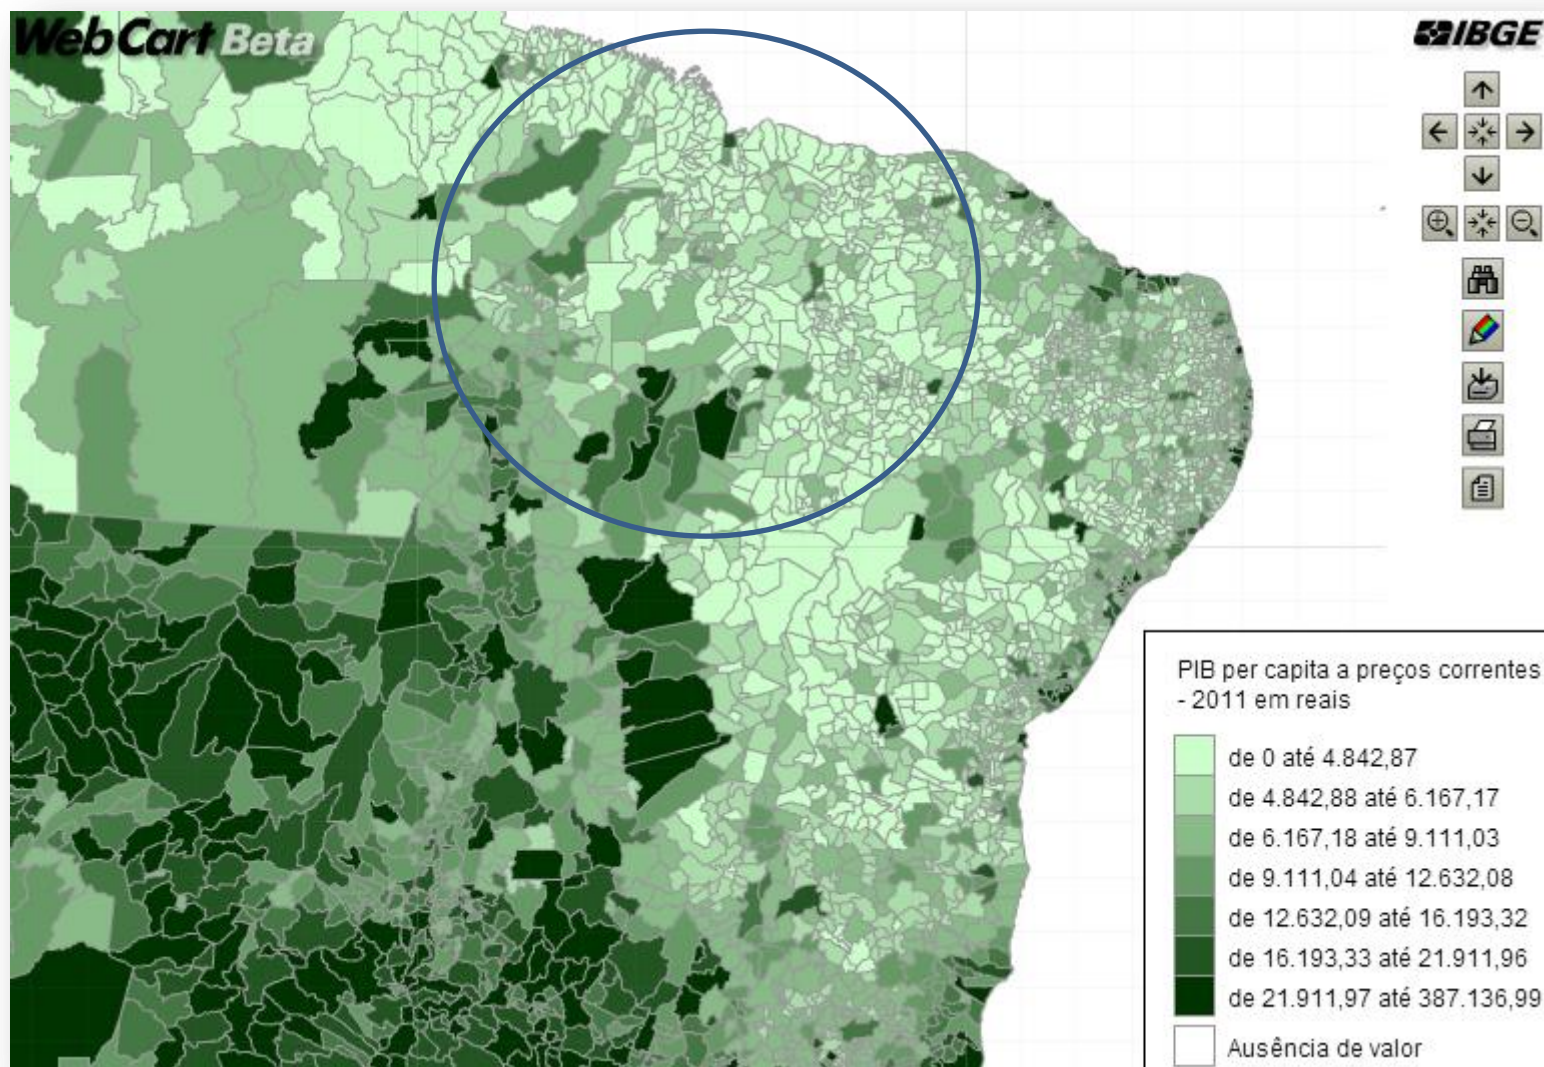 WebCart Beta
IBGE
PIB per capita a preços correntes
- 2011 em reais
de 0 até 4.842,87
de 4.842,88 até 6.167,17
de 6.167,18 até 9.111,03
de 9.111,04 até 12.632,08
de 12.632,09 até 16.193,32
de 16.193,33 até 21.911,96
de 21.911,97 até 387.136,99
Ausência de valor